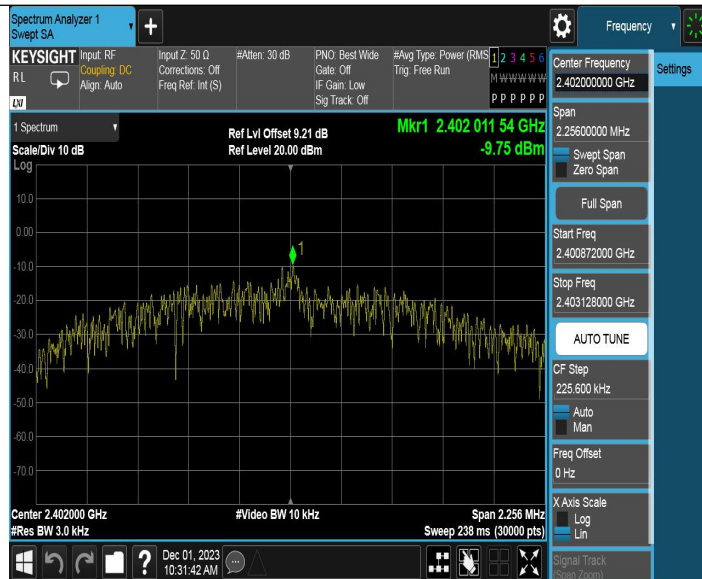 Spectrum Analyzer 1
Swept SA
+
Frequency
KEYSIGHT
RL
LXI
Input: RF
Coupling: DC
Align: Auto
Input Z: 50 Ω
Corrections: Off
Freq Ref: Int (S)
#Atten: 30 dB
PNO: Best Wide
Gate: Off
IF Gain: Low
Sig Track: Off
#Avg Type: Power (RMS
Trig: Free Run
1 2 3 4 5 6
M W W W W W
P P P P P P
1 Spectrum
Scale/Div 10 dB
Ref Lvl Offset 9.21 dB
Ref Level 20.00 dBm
Mkr1 2.402 011 54 GHz
-9.75 dBm
Log
10.0
0.00
-10.0
-20.0
-30.0
-40.0
-50.0
-60.0
-70.0
1
Center 2.402000 GHz
#Res BW 3.0 kHz
#Video BW 10 kHz
Span 2.256 MHz
Sweep 238 ms (30000 pts)
Dec 01, 2023
10:31:42 AM
?
Center Frequency
2.402000000 GHz
Span
2.25600000 MHz
Swept Span
Zero Span
Full Span
Start Freq
2.400872000 GHz
Stop Freq
2.403128000 GHz
AUTO TUNE
CF Step
225.600 kHz
Auto
Man
Freq Offset
0 Hz
X Axis Scale
Log
Lin
Signal Track
(Span Zoom)
Settings